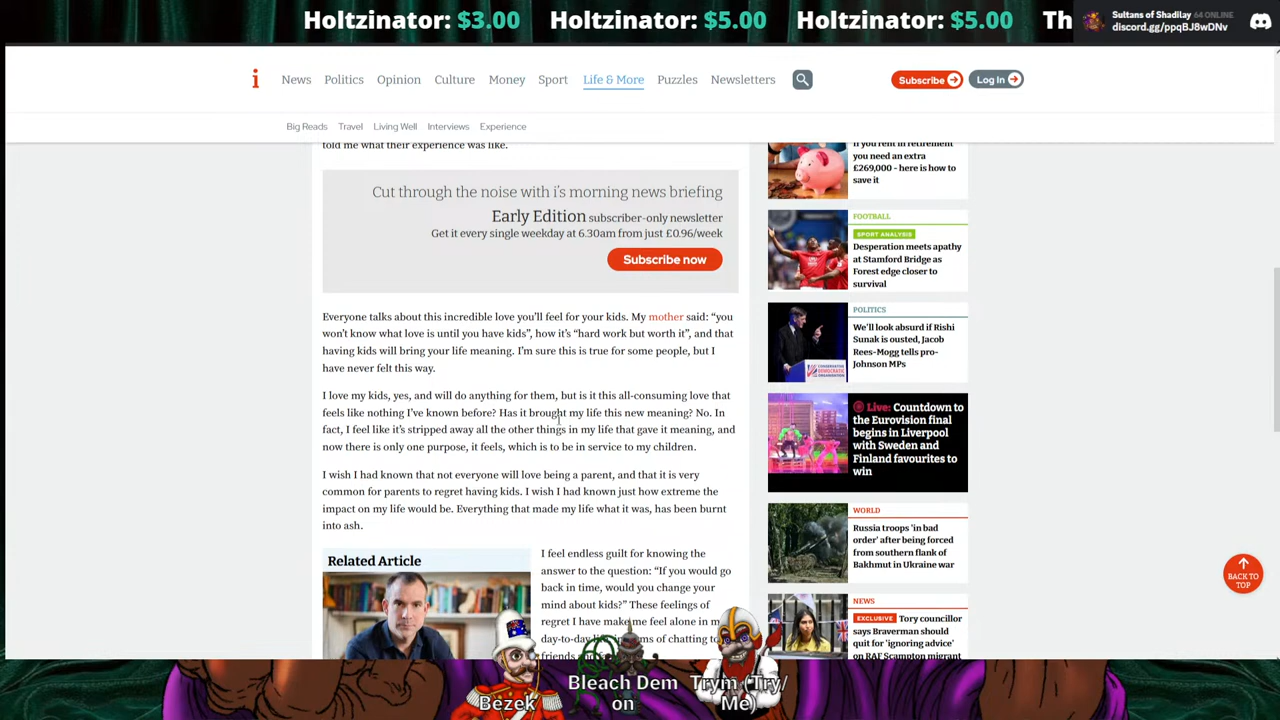 Holtzinator: $3.00 Holtzinator: $5.00 Holtzinator: $5.00 Th
Sultans of Shadilay 64 ONLINE
discord.gg/ppqBJ8wDNv
i News Politics Opinion Culture Money Sport Life & More Puzzles Newsletters Subscribe Log In
Big Reads Travel Living Well Interviews Experience
told me what their experience was like.
Cut through the noise with i's morning news briefing
Early Edition subscriber-only newsletter
Get it every single weekday at 6.30am from just £0.96/week
Subscribe now
Everyone talks about this incredible love you'll feel for your kids. My mother said: “you
won't know what love is until you have kids”, how it's “hard work but worth it”, and that
having kids will bring your life meaning. I'm sure this is true for some people, but I
have never felt this way.
I love my kids, yes, and will do anything for them, but is it this all-consuming love that
feels like nothing I've known before? Has it brought my life this new meaning? No. In
fact, I feel like it's stripped away all the other things in my life that gave it meaning, and
now there is only one purpose, it feels, which is to be in service to my children.
I wish I had known that not everyone will love being a parent, and that it is very
common for parents to regret having kids. I wish I had known just how extreme the
impact on my life would be. Everything that made my life what it was, has been burnt
into ash.
Related Article
I feel endless guilt for knowing the
answer to the question: “If you would go
back in time, would you change your
mind about kids?” These feelings of
regret I have make me feel alone in m
day-to-day of chatting to
friends
If you rent in retirement
you need an extra
£269,000 - here is how to
save it
FOOTBALL
SPORT ANALYSIS
Desperation meets apathy
at Stamford Bridge as
Forest edge closer to
survival
POLITICS
We'll look absurd if Rishi
Sunak is ousted, Jacob
Rees-Mogg tells pro-
Johnson MPs
Live: Countdown to
the Eurovision final
begins in Liverpool
with Sweden and
Finland favourites to
win
WORLD
Russia troops 'in bad
order' after being forced
from southern flank of
Bakhmut in Ukraine war
NEWS
EXCLUSIVE Tory councillor
says Braverman should
quit for 'ignoring advice'
on RAF Scampton migrant
BACK TO
TOP
Bezek
Bleach Dem
on
Trym (Try/
Me)